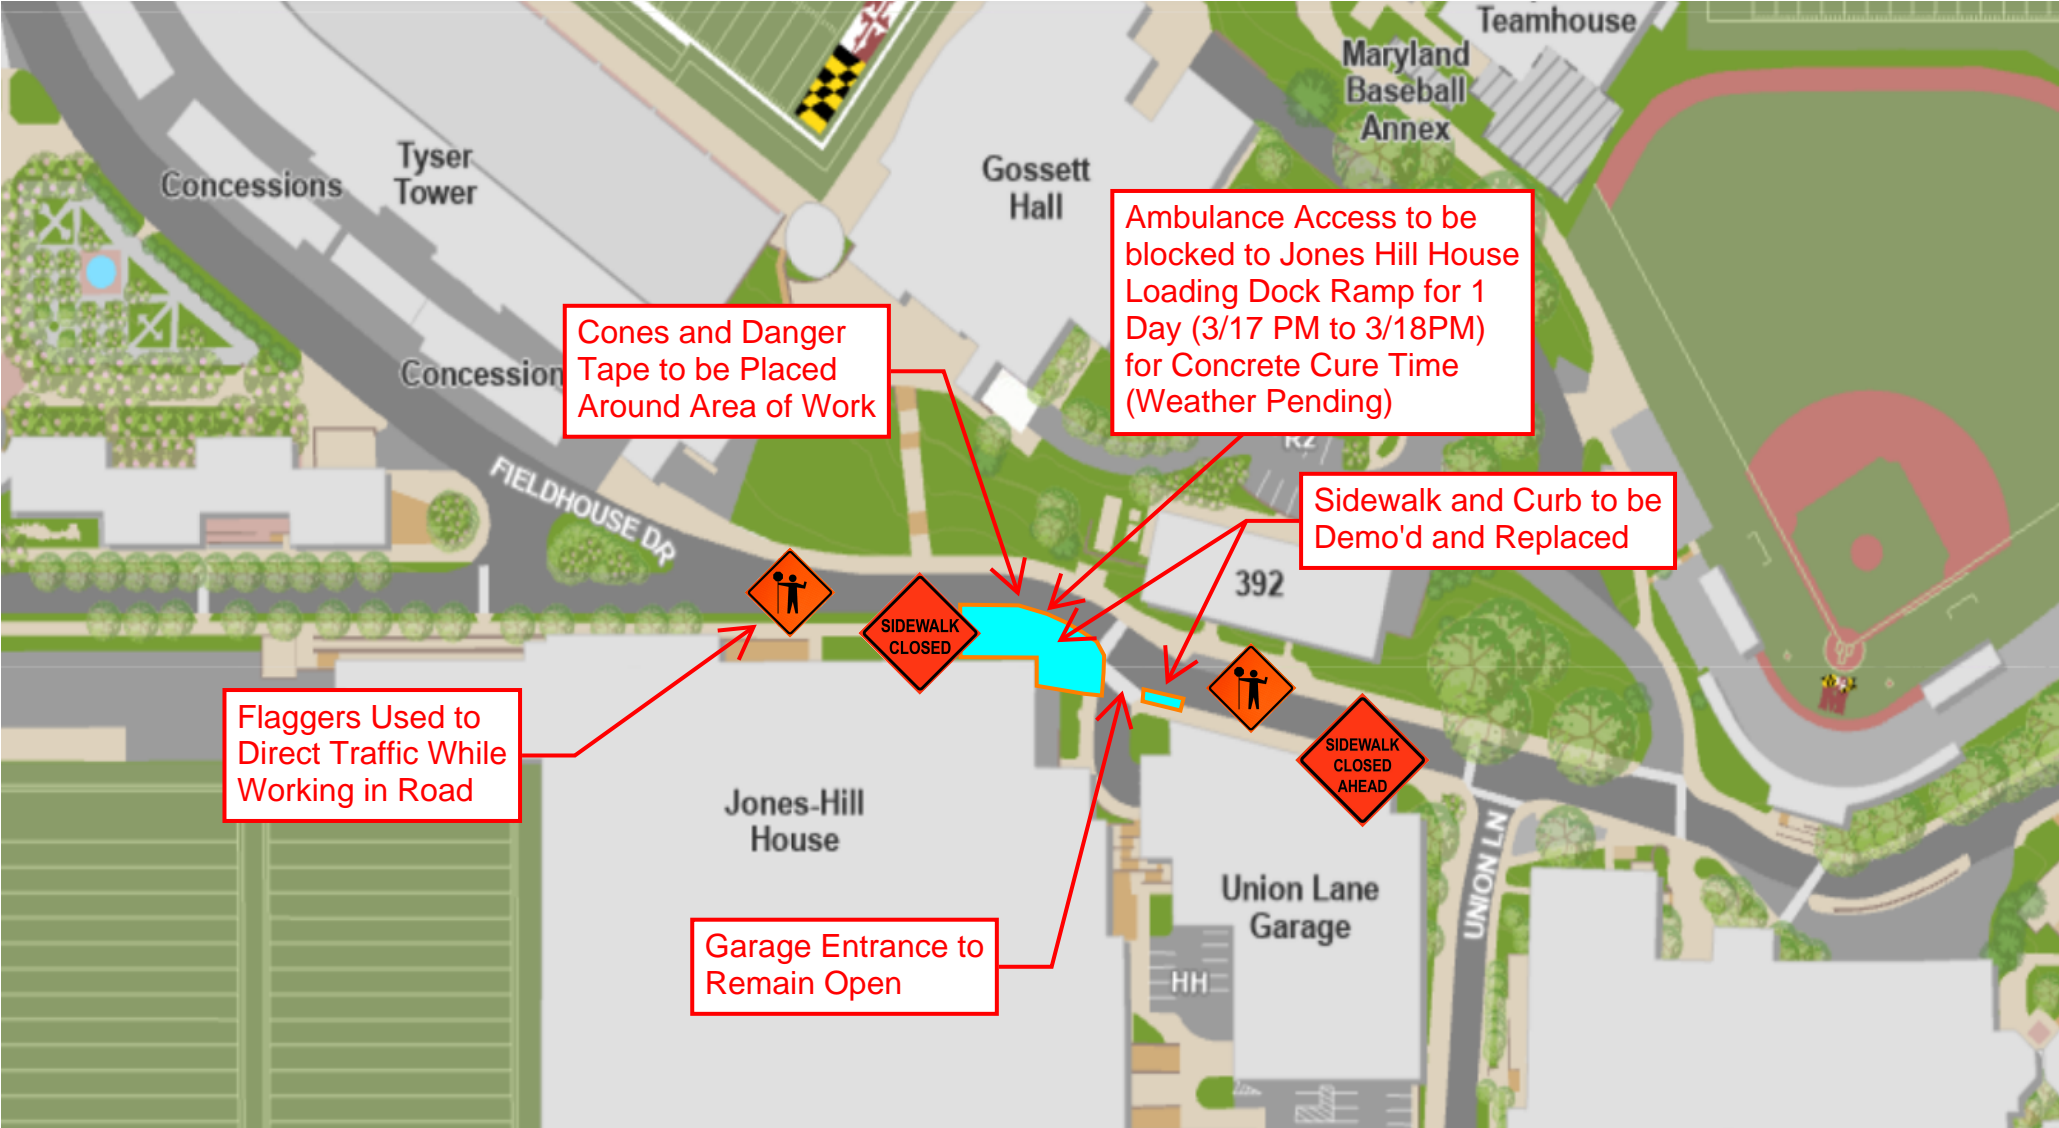 Teamhouse
Maryland
Baseball
Annex
Tyser
Tower
Concessions
Gossett
Hall
Ambulance Access to be
blocked to Jones Hill House
Loading Dock Ramp for 1
Day (3/17 PM to 3/18PM)
for Concrete Cure Time
(Weather Pending)
Cones and Danger
Tape to be Placed
Around Area of Work
Concession
R2
FIELDHOUSE DR
Sidewalk and Curb to be
Demo'd and Replaced
392
SIDEWALK
CLOSED
Flaggers Used to
Direct Traffic While
Working in Road
SIDEWALK
CLOSED
AHEAD
Jones-Hill
House
UNION LN
Union Lane
Garage
Garage Entrance to
Remain Open
HH
M